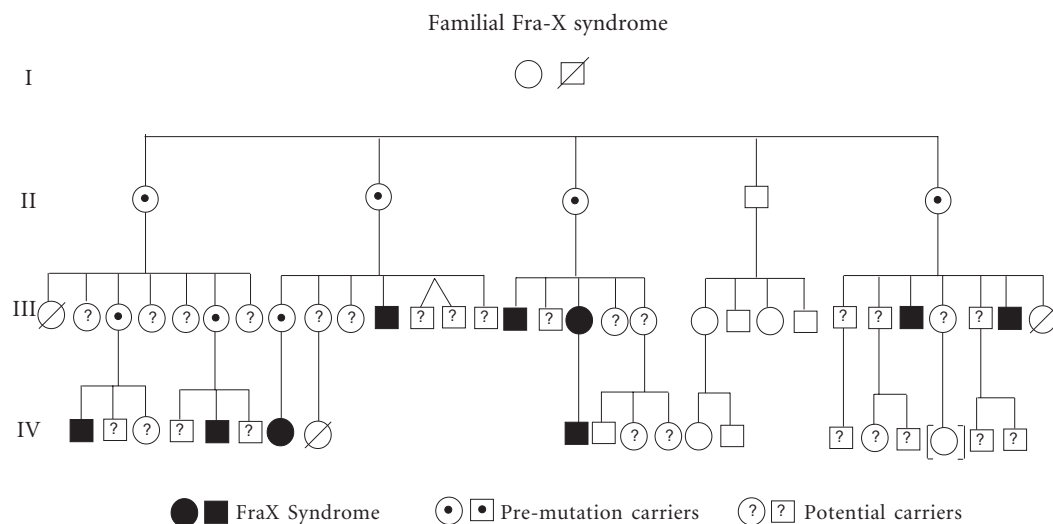 Familial Fra-X syndrome
I
II
III ? ? ? ? ? ? ? ? ? ? ? ? ? ? ? ?
IV ? ? ? ? ? ? ? ? ? [ ] ? ?
FraX Syndrome Pre-mutation carriers ? ? Potential carriers